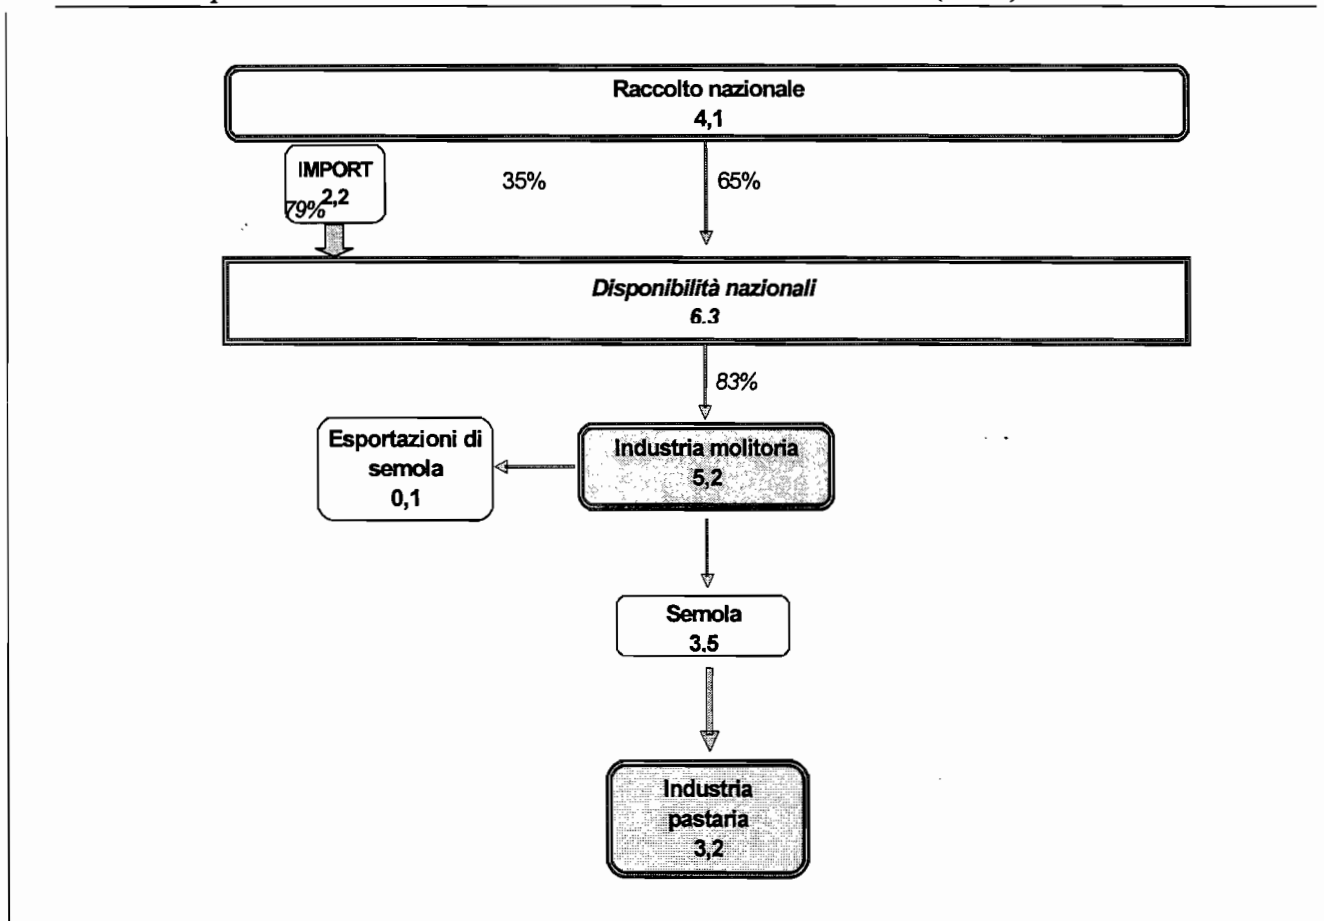 Raccolto nazionale
4,1
IMPORT
2,2
79%
35%
65%
Disponibilità nazionali
6.3
83%
Esportazioni di
semola
0,1
Industria molitoria
5,2
Semola
3.5
Industria
pastaria
3,2